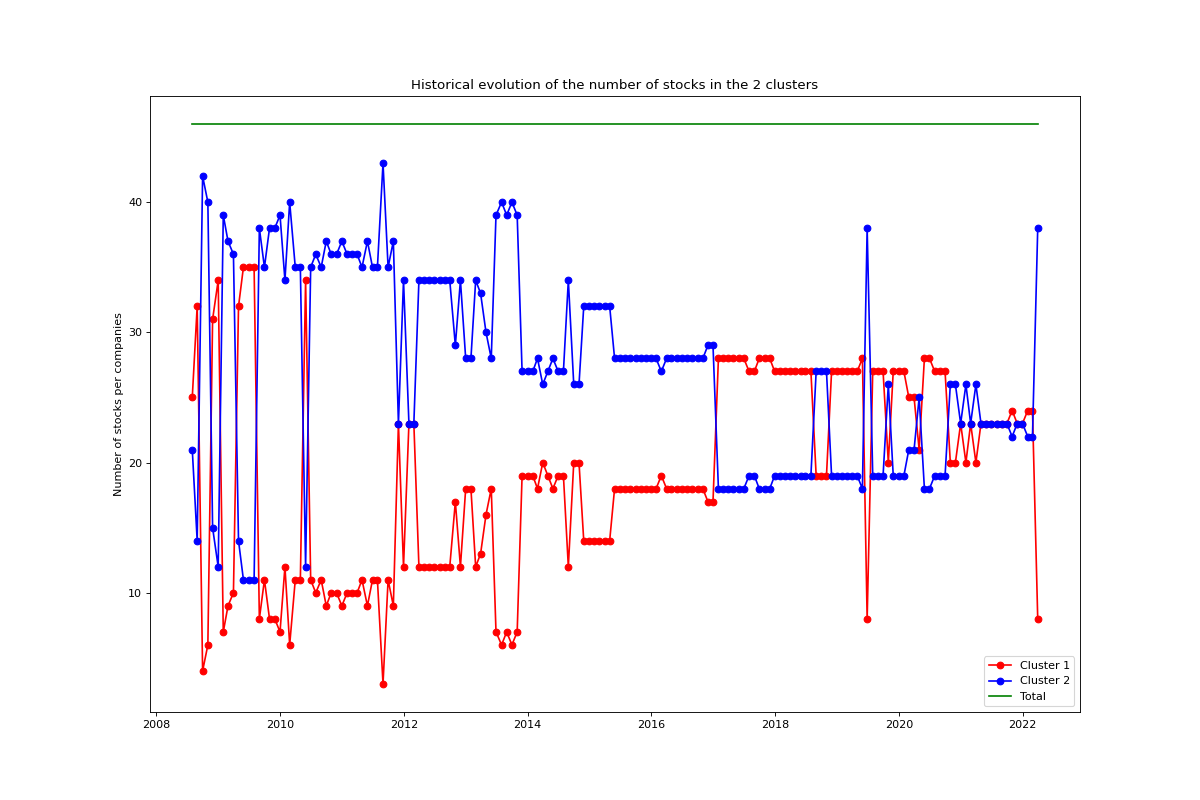 Historical evolution of the number of stocks in the 2 clusters
Number of stocks per companies
40
30
20
10
2008 2010 2012 2014 2016 2018 2020 2022
Cluster 1
Cluster 2
Total